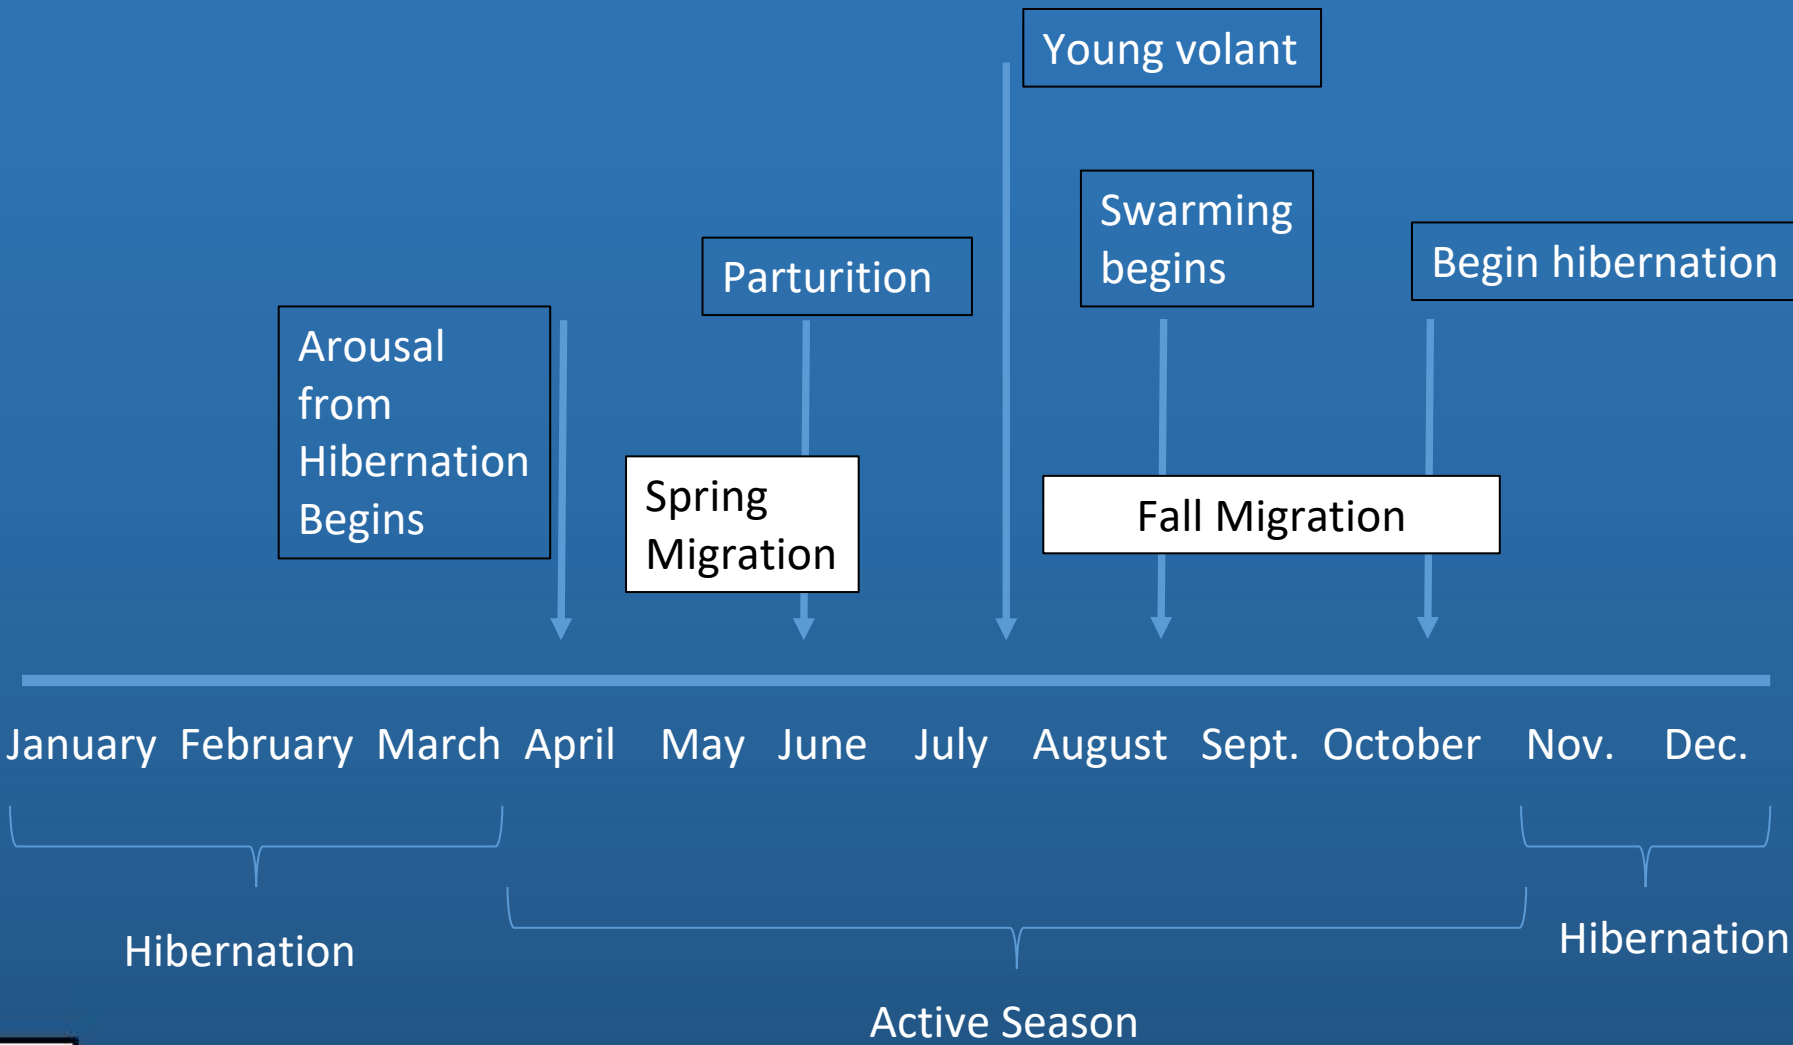 Young volant
Swarming
begins
Parturition
Begin hibernation
Arousal
from
Hibernation
Begins
Spring
Migration
Fall Migration
January February March April May June July August Sept. October Nov. Dec.
Hibernation
Hibernation
Active Season